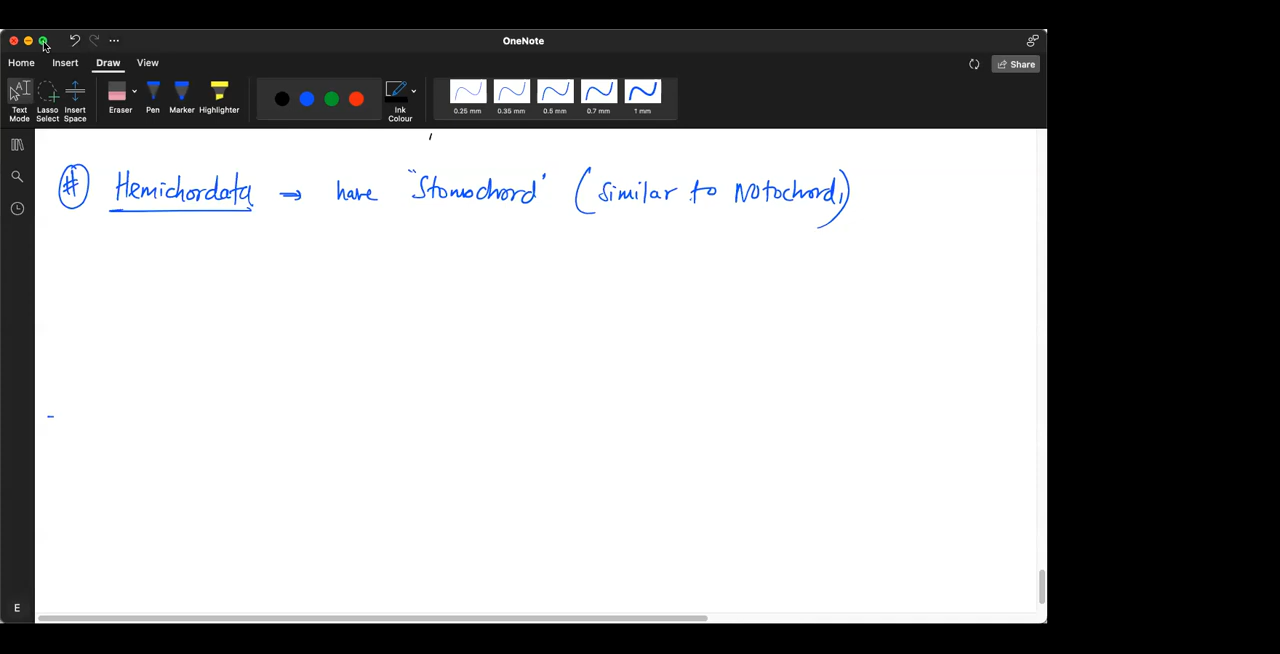 OneNote
Home Insert Draw View
Share
Text Mode
Lasso Select
Insert Space
Eraser
Pen
Marker
Highlighter
Ink Colour
0.25 mm
0.35 mm
0.5 mm
0.7 mm
1 mm
# Hemichordata → have "Stomochord' (similar to Notochord,)
E